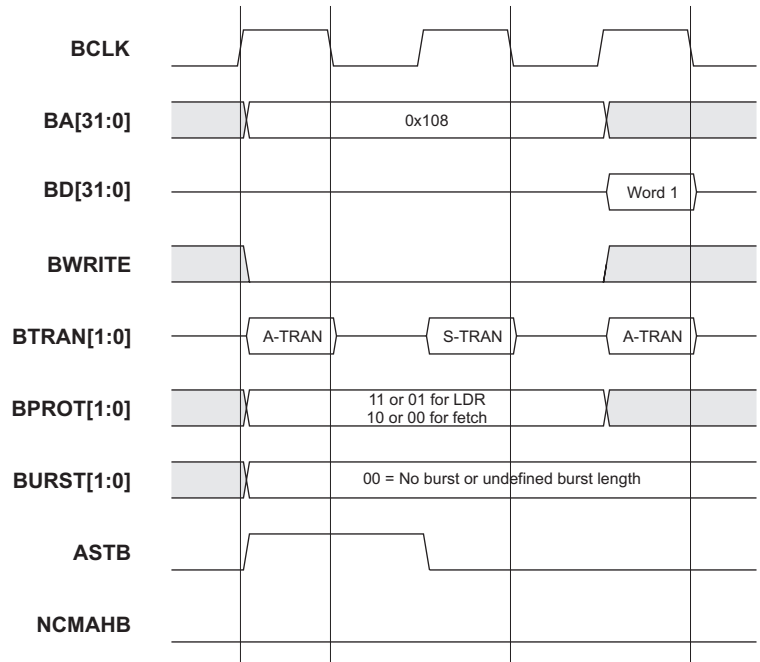 BCLK
BA[31:0]
0x108
BD[31:0]
Word 1
BWRITE
BTRAN[1:0]
A-TRAN
S-TRAN
A-TRAN
BPROT[1:0]
11 or 01 for LDR
10 or 00 for fetch
BURST[1:0]
00 = No burst or undefined burst length
ASTB
NCMAHB